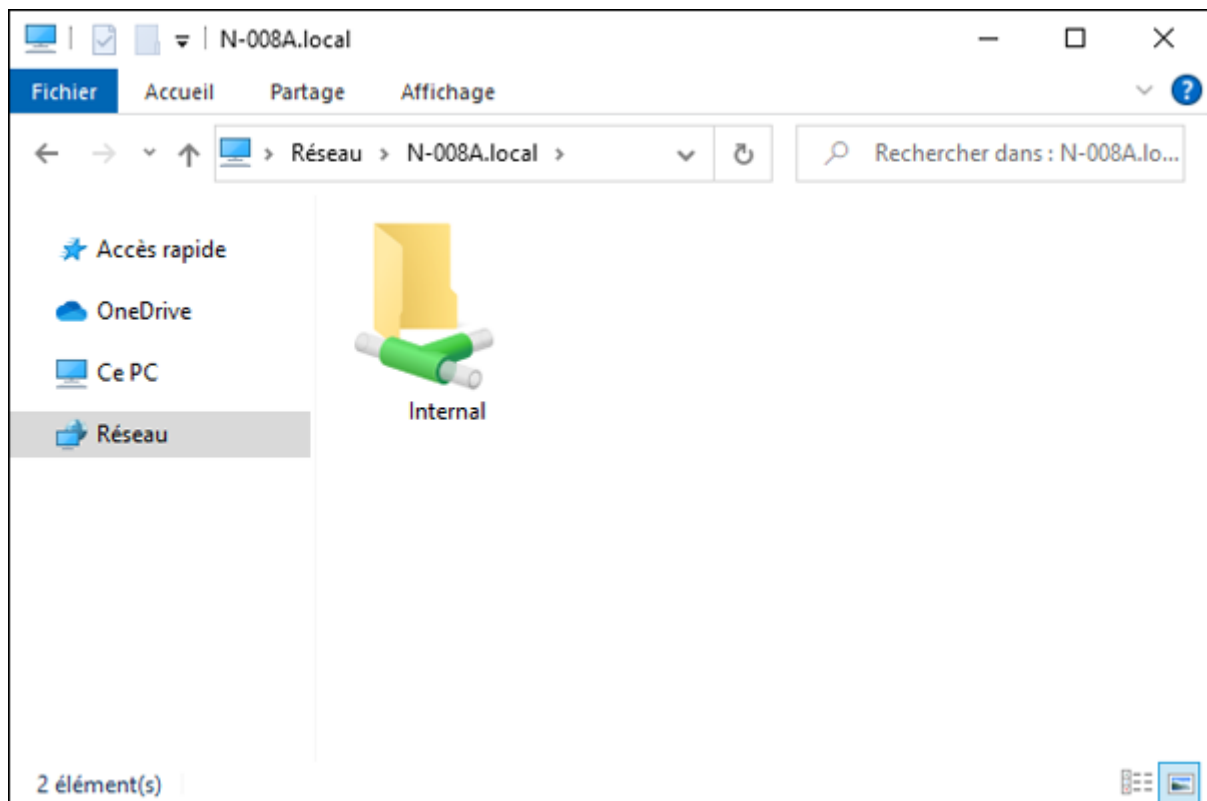 N-008A.local
Fichier Accueil Partage Affichage ?
Réseau > N-008A.local > Rechercher dans : N-008A.lo...
Accès rapide
OneDrive
Ce PC
Réseau
Internal
2 élément(s)